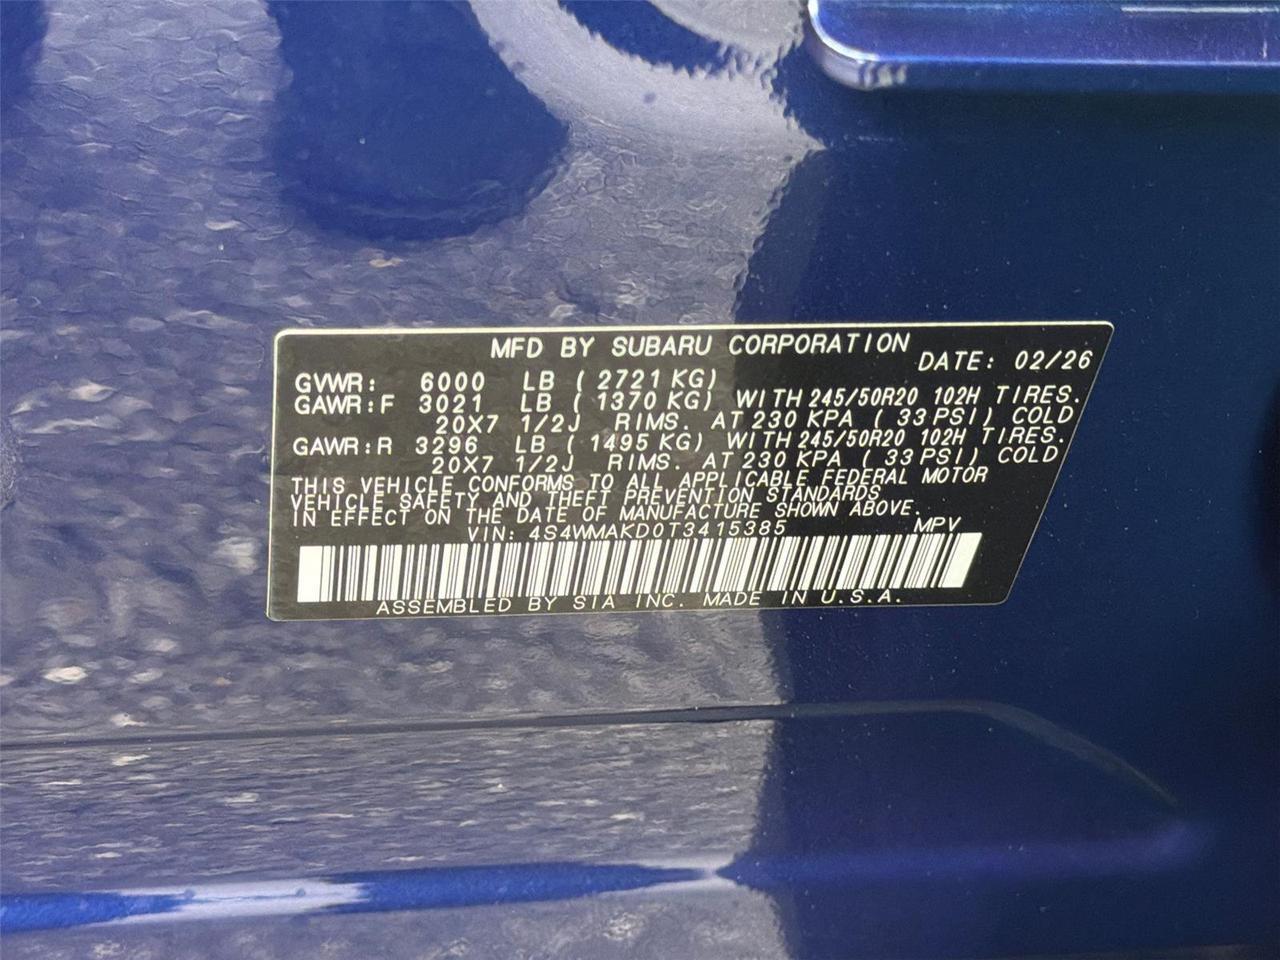 MFD BY SUBARU CORPORATION DATE: 02/26
GVWR: 6000 LB ( 2721 KG)
GAWR:F 3021 LB ( 1370 KG) WITH 245/50R20 102H TIRES.
20X7 1/2J RIMS. AT 230 KPA ( 33 PSI) COLD
GAWR:R 3296 LB ( 1495 KG) WITH 245/50R20 102H TIRES.
20X7 1/2J RIMS. AT 230 KPA ( 33 PSI) COLD
THIS VEHICLE CONFORMS TO ALL APPLICABLE FEDERAL MOTOR
VEHICLE SAFETY AND THEFT PREVENTION STANDARDS
IN EFFECT ON THE DATE OF MANUFACTURE SHOWN ABOVE.
VIN: 4S4WMAKD0T3415385 MPV
ASSEMBLED BY SIA INC. MADE IN U.S.A.